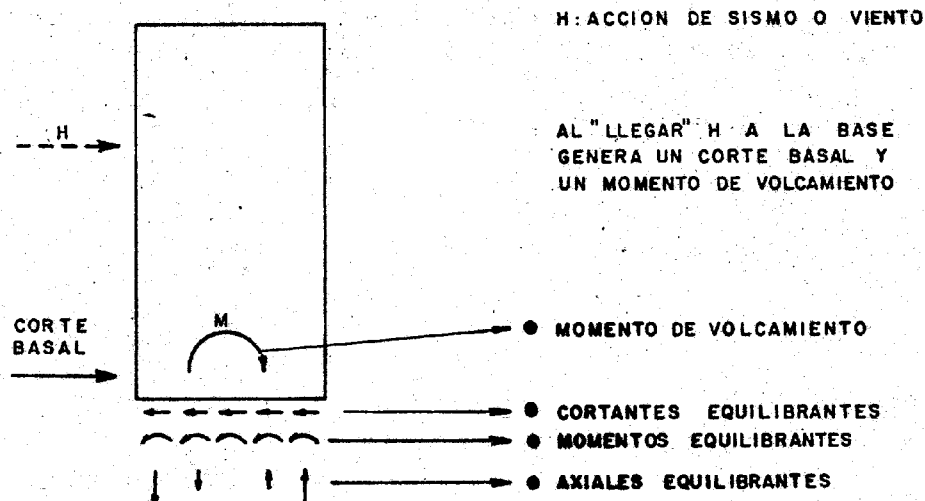 H: ACCION DE SISMO O VIENTO
H
AL "LLEGAR" H A LA BASE
GENERA UN CORTE BASAL Y
UN MOMENTO DE VOLCAMIENTO
M
CORTE
BASAL
MOMENTO DE VOLCAMIENTO
CORTANTES EQUILIBRANTES
MOMENTOS EQUILIBRANTES
AXIALES EQUILIBRANTES